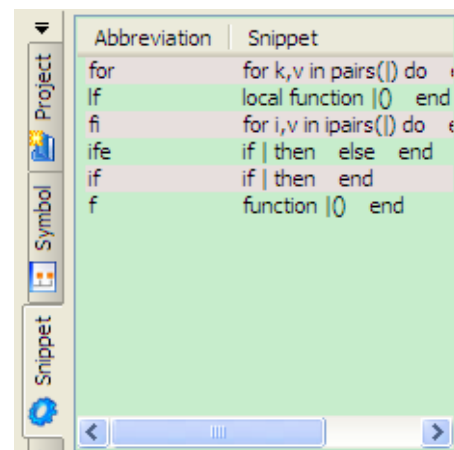 Abbreviation Snippet
for for k,v in pairs(|) do
lf local function |() end
fi for i,v in ipairs(|) do
ife if | then else end
if if | then end
f function |() end
Project
Symbol
Snippet